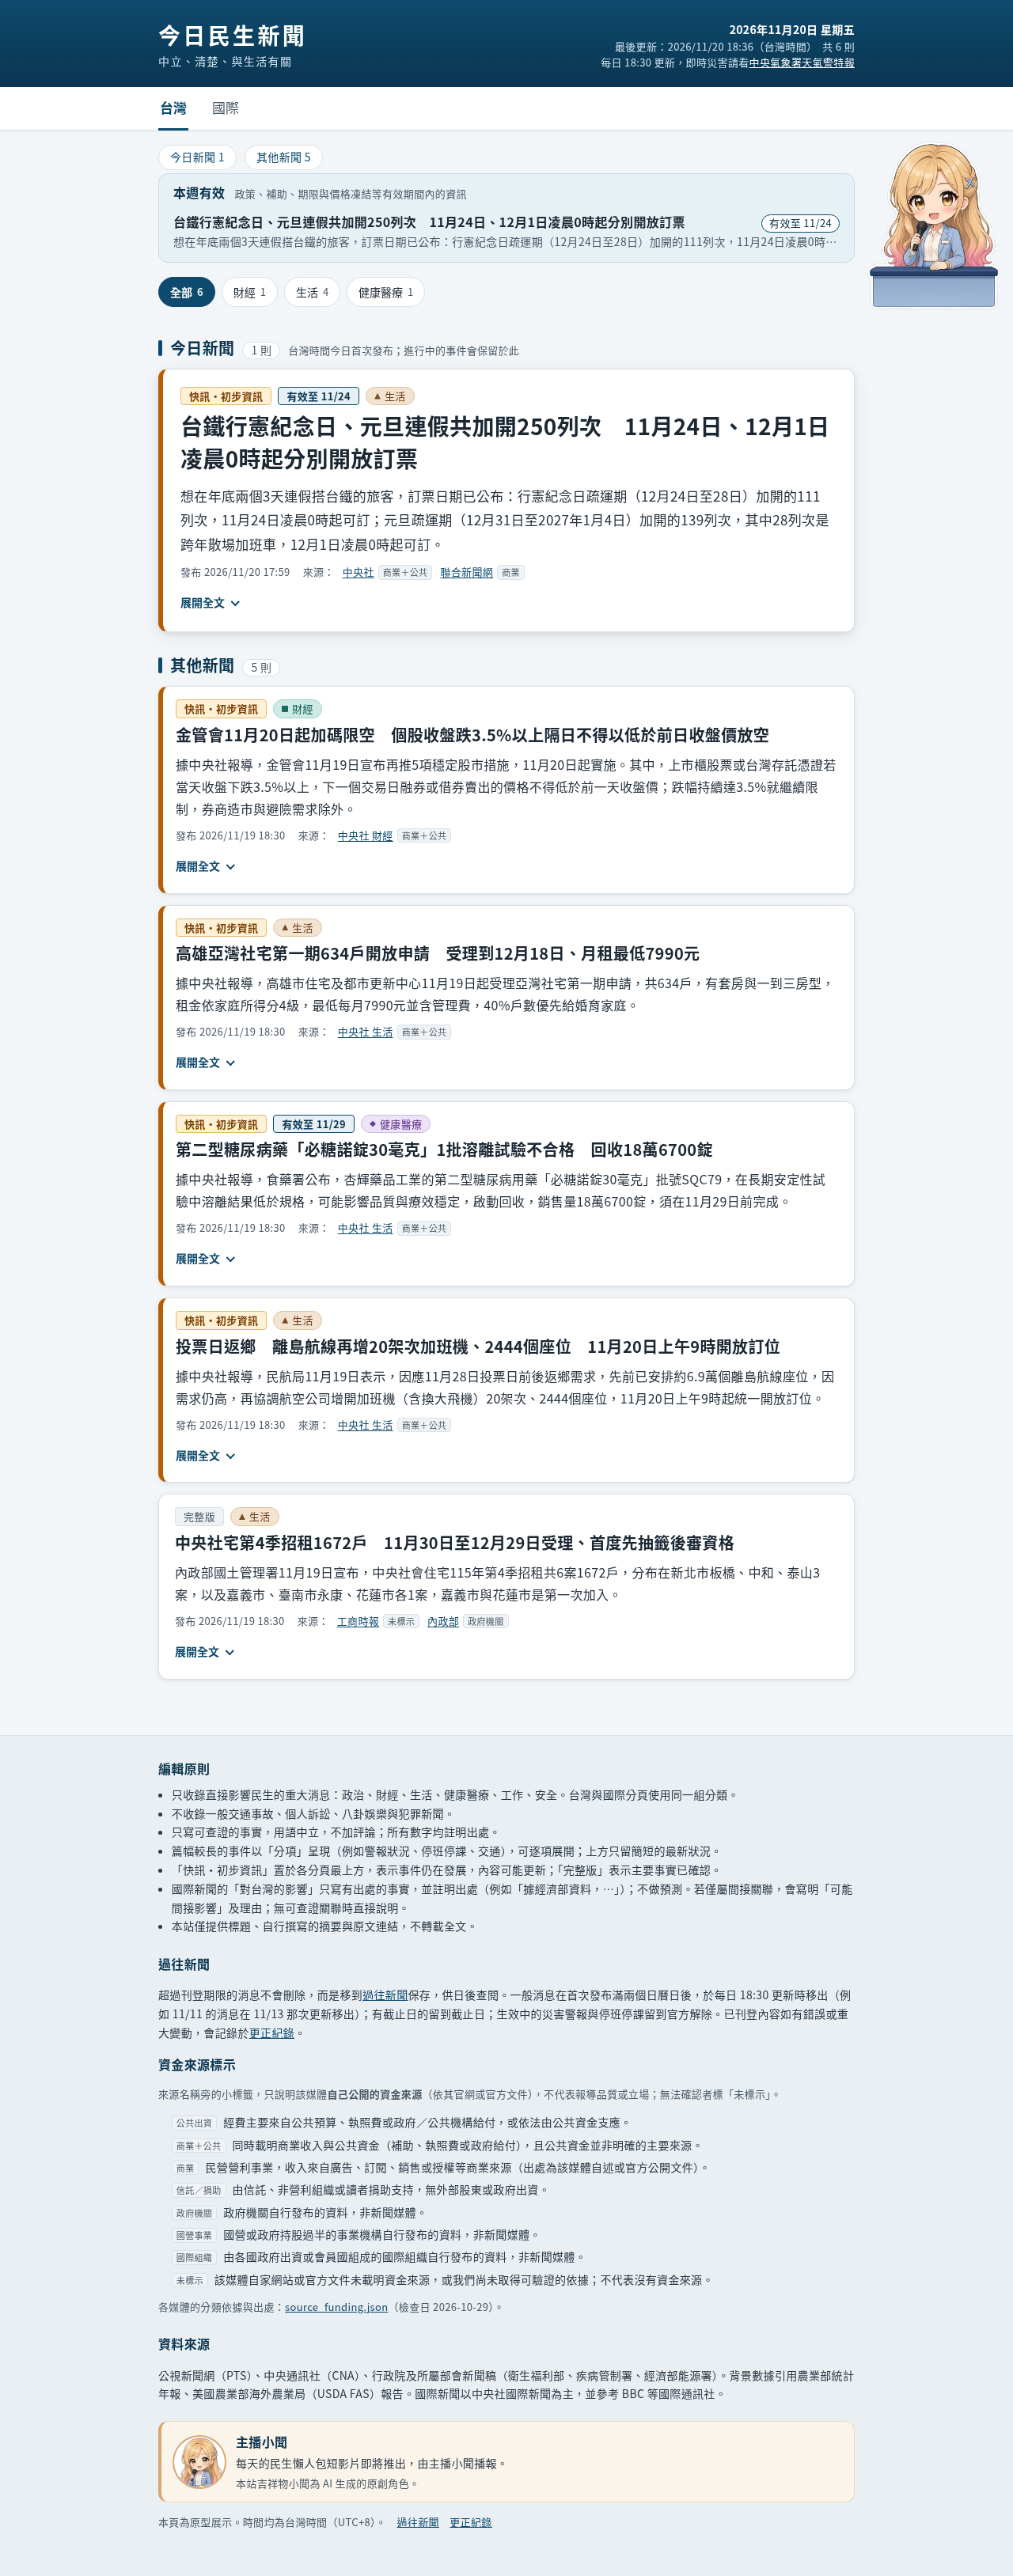 今日民生新聞
中立、清楚、與生活有關
2026年11月20日 星期五
最後更新：2026/11/20 18:36（台灣時間） 共 6 則
每日 18:30 更新，即時災害請看中央氣象署天氣警特報
台灣 國際
今日新聞 1 其他新聞 5
本週有效 政策、補助、期限與價格凍結等有效期間內的資訊
台鐵行憲紀念日、元旦連假共加開250列次　11月24日、12月1日凌晨0時起分別開放訂票 有效至 11/24
想在年底兩個3天連假搭台鐵的旅客，訂票日期已公布：行憲紀念日疏運期（12月24日至28日）加開的111列次，11月24日凌晨0時…
全部 6 財經 1 生活 4 健康醫療 1
今日新聞 1 則 台灣時間今日首次發布；進行中的事件會保留於此
快訊・初步資訊 有效至 11/24 ▲ 生活
台鐵行憲紀念日、元旦連假共加開250列次　11月24日、12月1日
凌晨0時起分別開放訂票
想在年底兩個3天連假搭台鐵的旅客，訂票日期已公布：行憲紀念日疏運期（12月24日至28日）加開的111
列次，11月24日凌晨0時起可訂；元旦疏運期（12月31日至2027年1月4日）加開的139列次，其中28列次是
跨年散場加班車，12月1日凌晨0時起可訂。
發布 2026/11/20 17:59 來源： 中央社 商業＋公共 聯合新聞網 商業
展開全文
其他新聞 5 則
快訊・初步資訊 ■ 財經
金管會11月20日起加碼限空　個股收盤跌3.5%以上隔日不得以低於前日收盤價放空
據中央社報導，金管會11月19日宣布再推5項穩定股市措施，11月20日起實施。其中，上市櫃股票或台灣存託憑證若
當天收盤下跌3.5%以上，下一個交易日融券或借券賣出的價格不得低於前一天收盤價；跌幅持續達3.5%就繼續限
制，券商造市與避險需求除外。
發布 2026/11/19 18:30 來源： 中央社 財經 商業＋公共
展開全文
快訊・初步資訊 ▲ 生活
高雄亞灣社宅第一期634戶開放申請　受理到12月18日、月租最低7990元
據中央社報導，高雄市住宅及都市更新中心11月19日起受理亞灣社宅第一期申請，共634戶，有套房與一到三房型，
租金依家庭所得分4級，最低每月7990元並含管理費，40%戶數優先給婚育家庭。
發布 2026/11/19 18:30 來源： 中央社 生活 商業＋公共
展開全文
快訊・初步資訊 有效至 11/29 ◆ 健康醫療
第二型糖尿病藥「必糖諾錠30毫克」1批溶離試驗不合格　回收18萬6700錠
據中央社報導，食藥署公布，杏輝藥品工業的第二型糖尿病用藥「必糖諾錠30毫克」批號SQC79，在長期安定性試
驗中溶離結果低於規格，可能影響品質與療效穩定，啟動回收，銷售量18萬6700錠，須在11月29日前完成。
發布 2026/11/19 18:30 來源： 中央社 生活 商業＋公共
展開全文
快訊・初步資訊 ▲ 生活
投票日返鄉　離島航線再增20架次加班機、2444個座位　11月20日上午9時開放訂位
據中央社報導，民航局11月19日表示，因應11月28日投票日前後返鄉需求，先前已安排約6.9萬個離島航線座位，因
需求仍高，再協調航空公司增開加班機（含換大飛機）20架次、2444個座位，11月20日上午9時起統一開放訂位。
發布 2026/11/19 18:30 來源： 中央社 生活 商業＋公共
展開全文
完整版 ▲ 生活
中央社宅第4季招租1672戶　11月30日至12月29日受理、首度先抽籤後審資格
內政部國土管理署11月19日宣布，中央社會住宅115年第4季招租共6案1672戶，分布在新北市板橋、中和、泰山3
案，以及嘉義市、臺南市永康、花蓮市各1案，嘉義市與花蓮市是第一次加入。
發布 2026/11/19 18:30 來源： 工商時報 未標示 內政部 政府機關
展開全文
編輯原則
• 只收錄直接影響民生的重大消息：政治、財經、生活、健康醫療、工作、安全。台灣與國際分頁使用同一組分類。
• 不收錄一般交通事故、個人訴訟、八卦娛樂與犯罪新聞。
• 只寫可查證的事實，用語中立，不加評論；所有數字均註明出處。
• 篇幅較長的事件以「分項」呈現（例如警報狀況、停班停課、交通），可逐項展開；上方只留簡短的最新狀況。
• 「快訊・初步資訊」置於各分頁最上方，表示事件仍在發展，內容可能更新；「完整版」表示主要事實已確認。
• 國際新聞的「對台灣的影響」只寫有出處的事實，並註明出處（例如「據經濟部資料，…」）；不做預測。若僅屬間接關聯，會寫明「可能
間接影響」及理由；無可查證關聯時直接說明。
• 本站僅提供標題、自行撰寫的摘要與原文連結，不轉載全文。
過往新聞
超過刊登期限的消息不會刪除，而是移到過往新聞保存，供日後查閱。一般消息在首次發布滿兩個日曆日後，於每日 18:30 更新時移出（例
如 11/11 的消息在 11/13 那次更新移出）；有截止日的留到截止日；生效中的災害警報與停班停課留到官方解除。已刊登內容如有錯誤或重
大變動，會記錄於更正紀錄。
資金來源標示
來源名稱旁的小標籤，只說明該媒體自己公開的資金來源（依其官網或官方文件），不代表報導品質或立場；無法確認者標「未標示」。
公共出資 經費主要來自公共預算、執照費或政府／公共機構給付，或依法由公共資金支應。
商業＋公共 同時載明商業收入與公共資金（補助、執照費或政府給付），且公共資金並非明確的主要來源。
商業 民營營利事業，收入來自廣告、訂閱、銷售或授權等商業來源（出處為該媒體自述或官方公開文件）。
信託／捐助 由信託、非營利組織或讀者捐助支持，無外部股東或政府出資。
政府機關 政府機關自行發布的資料，非新聞媒體。
國營事業 國營或政府持股過半的事業機構自行發布的資料，非新聞媒體。
國際組織 由各國政府出資或會員國組成的國際組織自行發布的資料，非新聞媒體。
未標示 該媒體自家網站或官方文件未載明資金來源，或我們尚未取得可驗證的依據；不代表沒有資金來源。
各媒體的分類依據與出處：source_funding.json（檢查日 2026-10-29）。
資料來源
公視新聞網（PTS）、中央通訊社（CNA）、行政院及所屬部會新聞稿（衛生福利部、疾病管制署、經濟部能源署）。背景數據引用農業部統計
年報、美國農業部海外農業局（USDA FAS）報告。國際新聞以中央社國際新聞為主，並參考 BBC 等國際通訊社。
主播小聞
每天的民生懶人包短影片即將推出，由主播小聞播報。
本站吉祥物小聞為 AI 生成的原創角色。
本頁為原型展示。時間均為台灣時間（UTC+8）。 過往新聞 更正紀錄